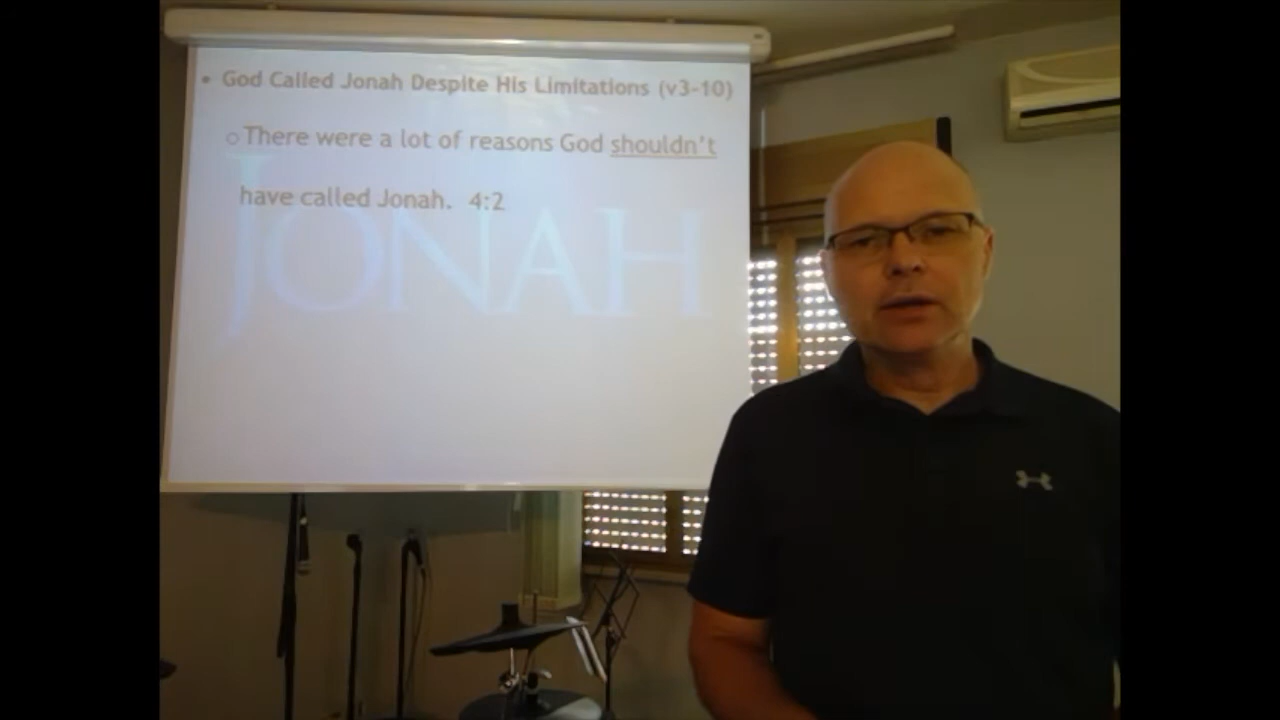 • God Called Jonah Despite His Limitations (v3-10)
○ There were a lot of reasons God shouldn't
have called Jonah. 4:2
JONAH